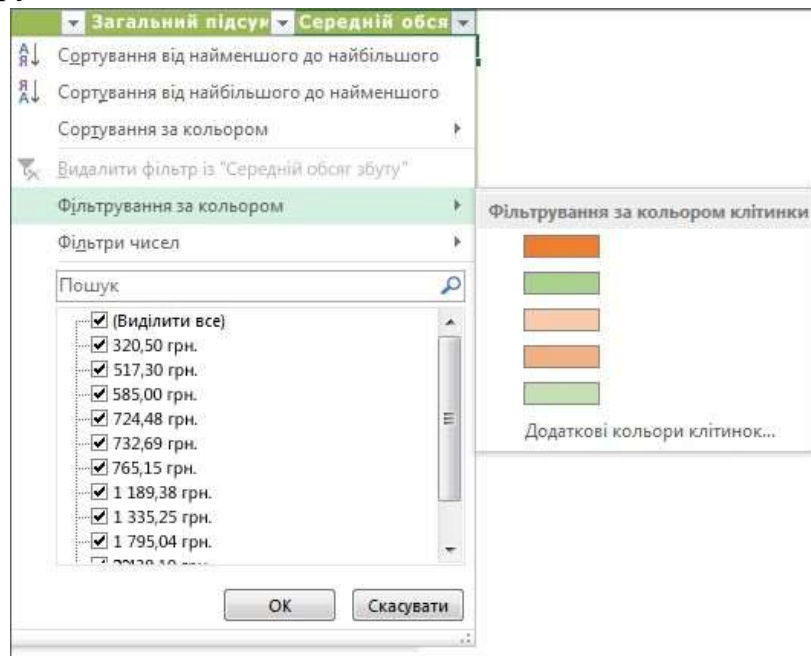 Загальний підсум Середній обся
Сортування від найменшого до найбільшого
Сортування від найбільшого до найменшого
Сортування за кольором
Видалити фільтр із "Середній обсяг збуту"
Фільтрування за кольором
Фільтрування за кольором клітинки
Додаткові кольори клітинок...
Фільтри чисел
Пошук
(Виділити все)
320,50 грн.
517,30 грн.
585,00 грн.
724,48 грн.
732,69 грн.
765,15 грн.
1 189,38 грн.
1 335,25 грн.
1 795,04 грн.
ОК Скасувати